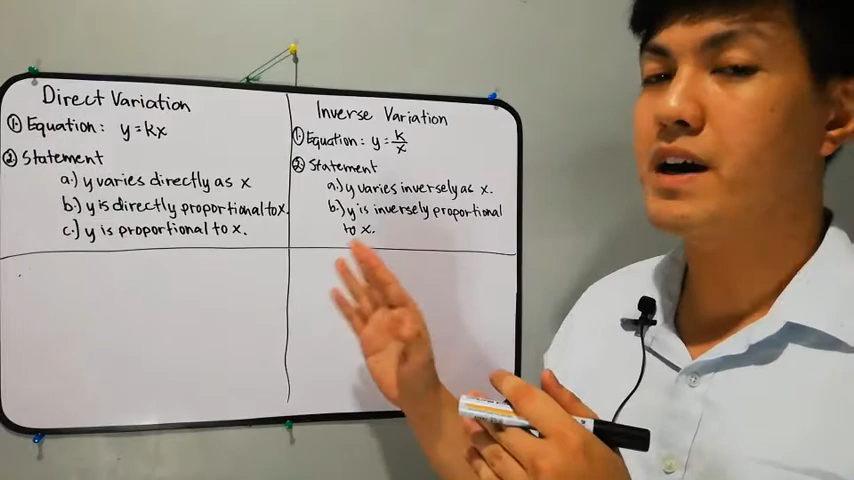 Direct Variation
① Equation: y=kx
② Statement
a.) y varies directly as x
b.) y is directly proportional to x.
c.) y is proportional to x.
Inverse Variation
1. Equation: y = k/x
2. Statement
a.) y varies inversely as x.
b.) y is inversely proportional
to x.